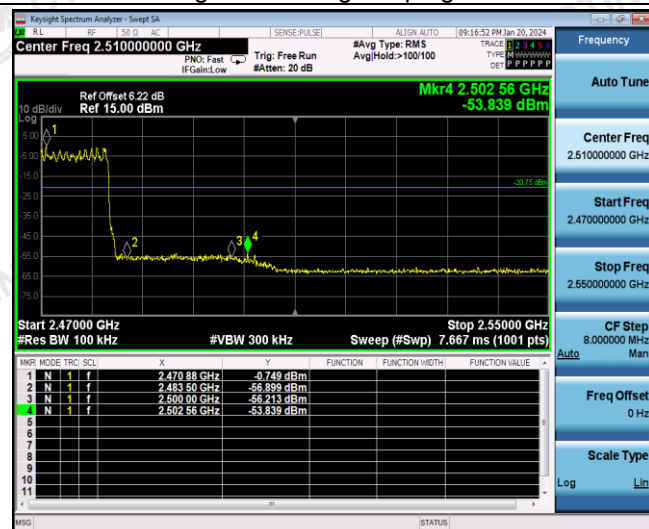 Keysight Spectrum Analyzer - Swept SA
RL RF 50 Ω AC SENSE:PULSE ALIGN AUTO 09:16:52 PM Jan 20, 2024
Center Freq 2.510000000 GHz #Avg Type: RMS TRACE 1 2 3 4 5 6
PNO: Fast Trig: Free Run Avg|Hold:>100/100 TYPE M WWWWW
IFGain:Low #Atten: 20 dB DET P P P P P P
Mkr4 2.502 56 GHz
Ref Offset 6.22 dB
10 dB/div Ref 15.00 dBm -53.839 dBm
Log
5.00
-5.00
-15.0
-20.75 dBm
-25.0
-35.0
-45.0
-55.0
-65.0
-75.0
1
2
3
4
Start 2.47000 GHz Stop 2.55000 GHz
#Res BW 100 kHz #VBW 300 kHz Sweep (#Swp) 7.667 ms (1001 pts)
MKR MODE TRC SCL X Y FUNCTION FUNCTION WIDTH FUNCTION VALUE
1 N 1 f 2.470 88 GHz -0.749 dBm
2 N 1 f 2.483 50 GHz -56.899 dBm
3 N 1 f 2.500 00 GHz -56.213 dBm
4 N 1 f 2.502 56 GHz -53.839 dBm
5
6
7
8
9
10
11
MSG STATUS
Frequency
Auto Tune
Center Freq
2.510000000 GHz
Start Freq
2.470000000 GHz
Stop Freq
2.550000000 GHz
CF Step
8.000000 MHz
Auto Man
Freq Offset
0 Hz
Scale Type
Log Lin